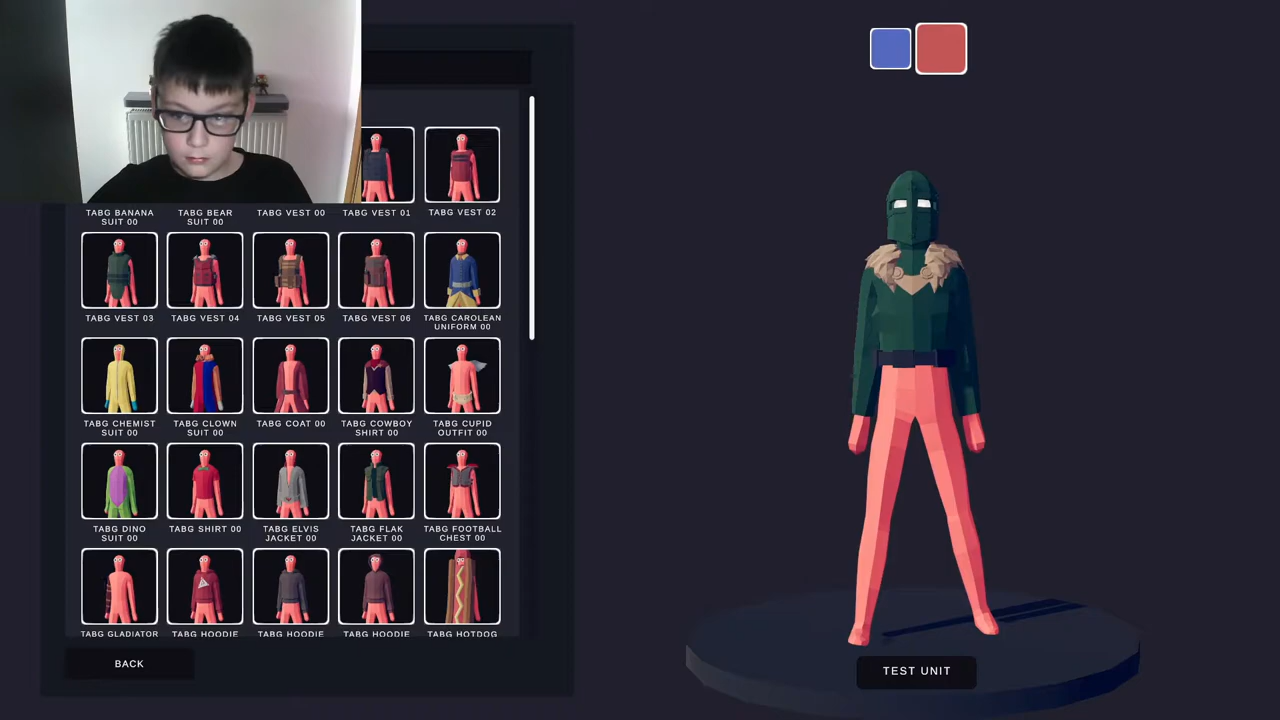 TABG BANANA SUIT 00
TABG BEAR SUIT 00
TABG VEST 00
TABG VEST 01
TABG VEST 02
TABG VEST 03
TABG VEST 04
TABG VEST 05
TABG VEST 06
TABG CAROLEAN UNIFORM 00
TABG CHEMIST SUIT 00
TABG CLOWN SUIT 00
TABG COAT 00
TABG COWBOY SHIRT 00
TABG CUPID OUTFIT 00
TABG DINO SUIT 00
TABG SHIRT 00
TABG ELVIS JACKET 00
TABG FLAK JACKET 00
TABG FOOTBALL CHEST 00
TABG GLADIATOR
TABG HOODIE
TABG HOODIE
TABG HOODIE
TABG HOTDOG
BACK
TEST UNIT